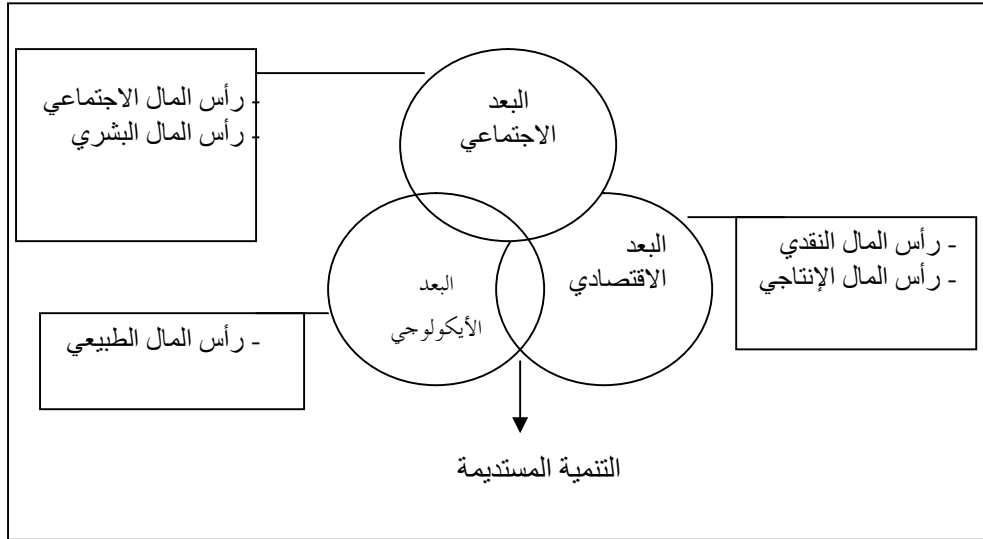 البعد
الاجتماعي
- رأس المال الاجتماعي
- رأس المال البشري
البعد
الاقتصادي
- رأس المال النقدي
- رأس المال الإنتاجي
البعد
الأيكولوجي
- رأس المال الطبيعي
التنمية المستديمة